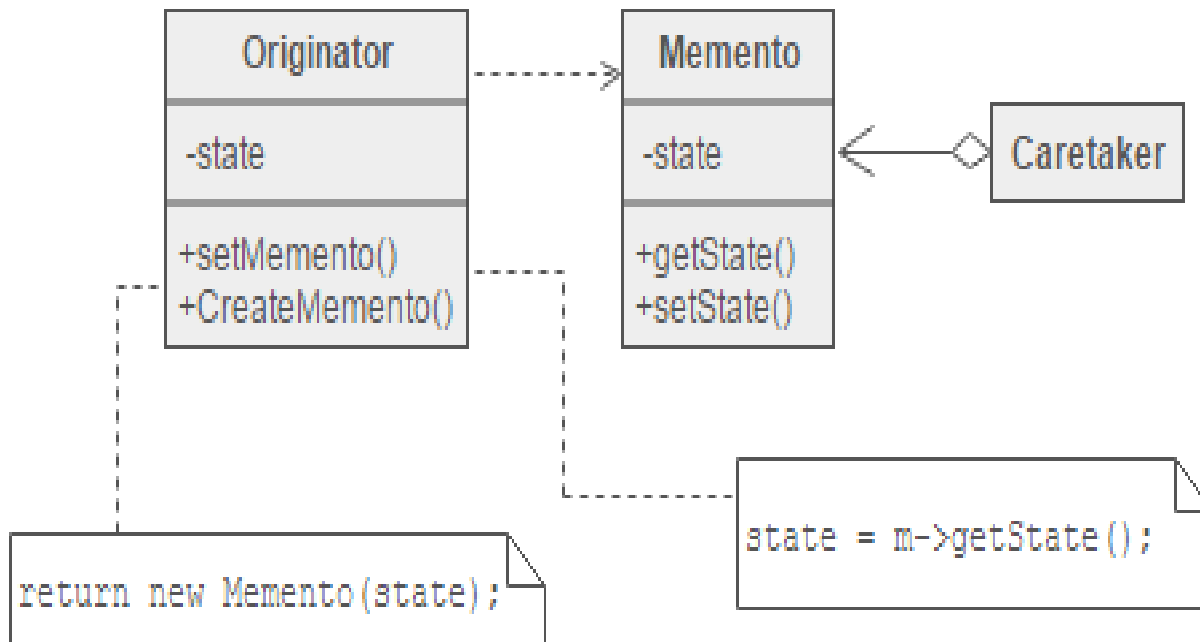 Originator
-state
+setMemento()
+CreateMemento()
Memento
-state
+getState()
+setState()
Caretaker
return new Memento(state);
state = m->getState();